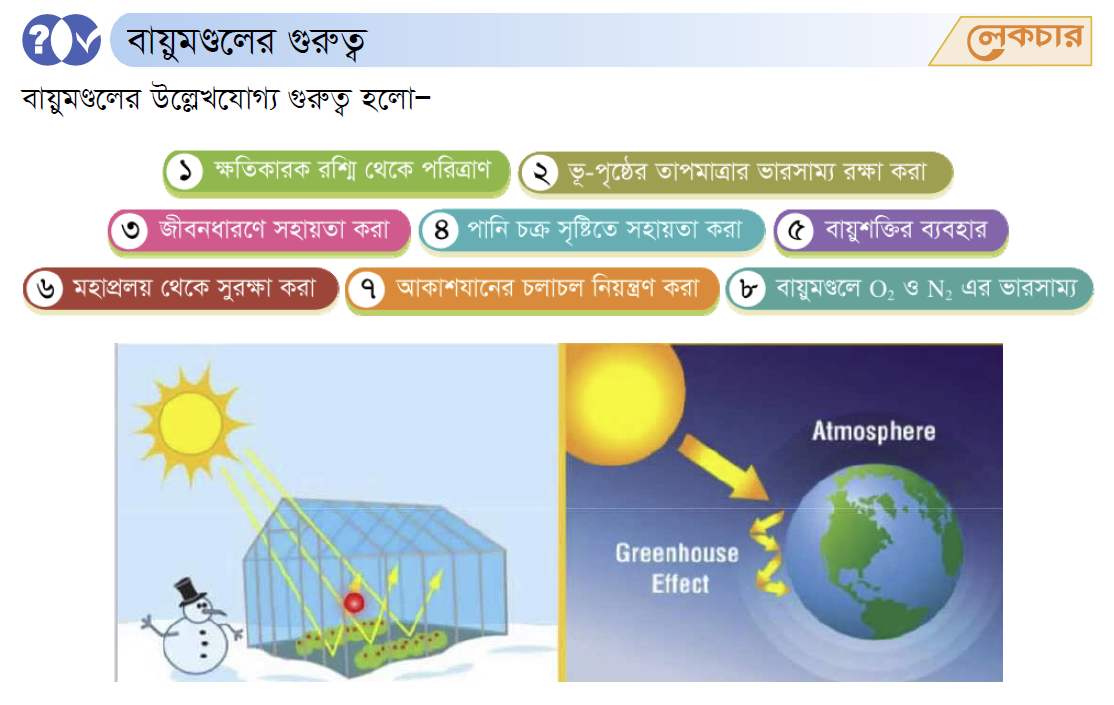 বায়ুমণ্ডলের গুরুত্ব
লেকচার
বায়ুমণ্ডলের উল্লেখযোগ্য গুরুত্ব হলো–
১ ক্ষতিকারক রশ্মি থেকে পরিত্রাণ ২ ভূ-পৃষ্ঠের তাপমাত্রার ভারসাম্য রক্ষা করা
৩ জীবনধারণে সহায়তা করা ৪ পানি চক্র সৃষ্টিতে সহায়তা করা ৫ বায়ুশক্তির ব্যবহার
৬ মহাপ্রলয় থেকে সুরক্ষা করা ৭ আকাশযানের চলাচল নিয়ন্ত্রণ করা ৮ বায়ুমণ্ডলে O₂ ও N₂ এর ভারসাম্য
Atmosphere
Greenhouse
Effect